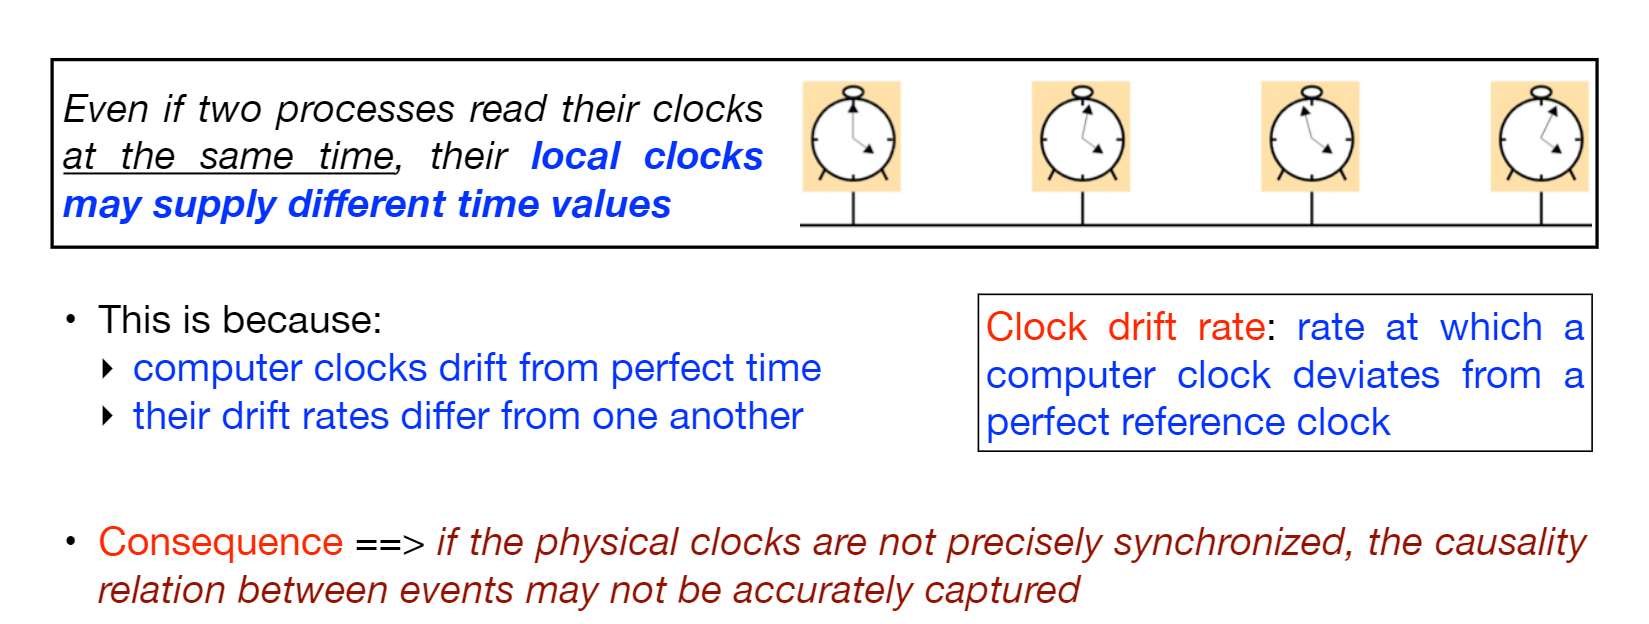 Even if two processes read their clocks
at the same time, their local clocks
may supply different time values
• This is because:
‣ computer clocks drift from perfect time
‣ their drift rates differ from one another
Clock drift rate: rate at which a
computer clock deviates from a
perfect reference clock
• Consequence ==> if the physical clocks are not precisely synchronized, the causality
relation between events may not be accurately captured